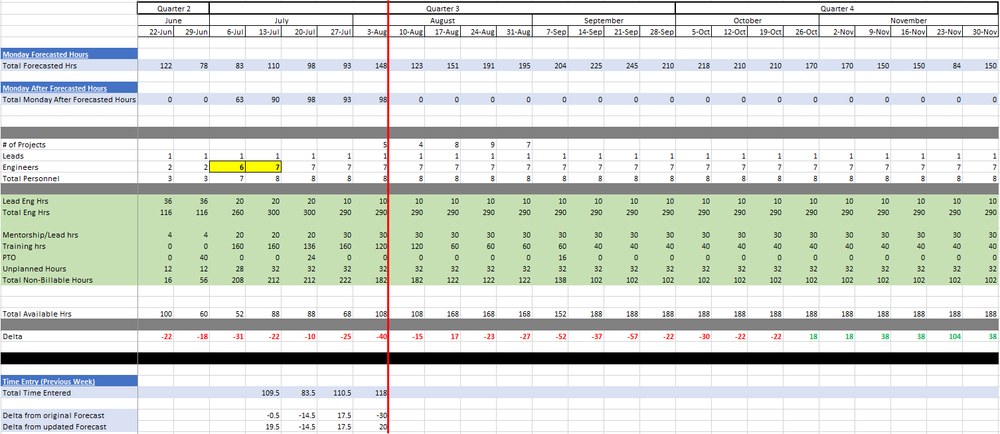 Quarter 2 Quarter 3 Quarter 4
June July August September October November
22-Jun 29-Jun 6-Jul 13-Jul 20-Jul 27-Jul 3-Aug 10-Aug 17-Aug 24-Aug 31-Aug 7-Sep 14-Sep 21-Sep 28-Sep 5-Oct 12-Oct 19-Oct 26-Oct 2-Nov 9-Nov 16-Nov 23-Nov 30-Nov
Monday Forecasted Hours
Total Forecasted Hrs 122 78 83 110 98 93 148 123 151 191 195 204 225 245 210 218 210 210 170 170 150 150 84 150
Monday After Forecasted Hours
Total Monday After Forecasted Hours 0 0 63 90 98 93 98 0 0 0 0 0 0 0 0 0 0 0 0 0 0 0 0 0
# of Projects 5 4 8 9 7
Leads 1 1 1 1 1 1 1 1 1 1 1 1 1 1 1 1 1 1 1 1 1 1 1 1
Engineers 2 2 6 7 7 7 7 7 7 7 7 7 7 7 7 7 7 7 7 7 7 7 7 7
Total Personnel 3 3 7 8 8 8 8 8 8 8 8 8 8 8 8 8 8 8 8 8 8 8 8 8
Lead Eng Hrs 36 36 20 20 20 10 10 10 10 10 10 10 10 10 10 10 10 10 10 10 10 10 10 10
Total Eng Hrs 116 116 260 300 300 290 290 290 290 290 290 290 290 290 290 290 290 290 290 290 290 290 290 290
Mentorship/Lead hrs 4 4 20 20 20 30 30 30 30 30 30 30 30 30 30 30 30 30 30 30 30 30 30 30
Training hrs 0 0 160 160 136 160 120 120 60 60 60 60 40 40 40 40 40 40 40 40 40 40 40 40
PTO 0 40 0 0 24 0 0 0 0 0 0 16 0 0 0 0 0 0 0 0 0 0 0 0
Unplanned Hours 12 12 28 32 32 32 32 32 32 32 32 32 32 32 32 32 32 32 32 32 32 32 32 32
Total Non-Billable Hours 16 56 208 212 212 222 182 182 122 122 122 138 102 102 102 102 102 102 102 102 102 102 102 102
Total Available Hrs 100 60 52 88 88 68 108 108 168 168 168 152 188 188 188 188 188 188 188 188 188 188 188 188
Delta -22 -18 -31 -22 -10 -25 -40 -15 17 -23 -27 -52 -37 -57 -22 -30 -22 -22 18 18 38 38 104 38
Time Entry (Previous Week)
Total Time Entered 109.5 83.5 110.5 118
Delta from original Forecast -0.5 -14.5 17.5 -30
Delta from updated Forecast 19.5 -14.5 17.5 20